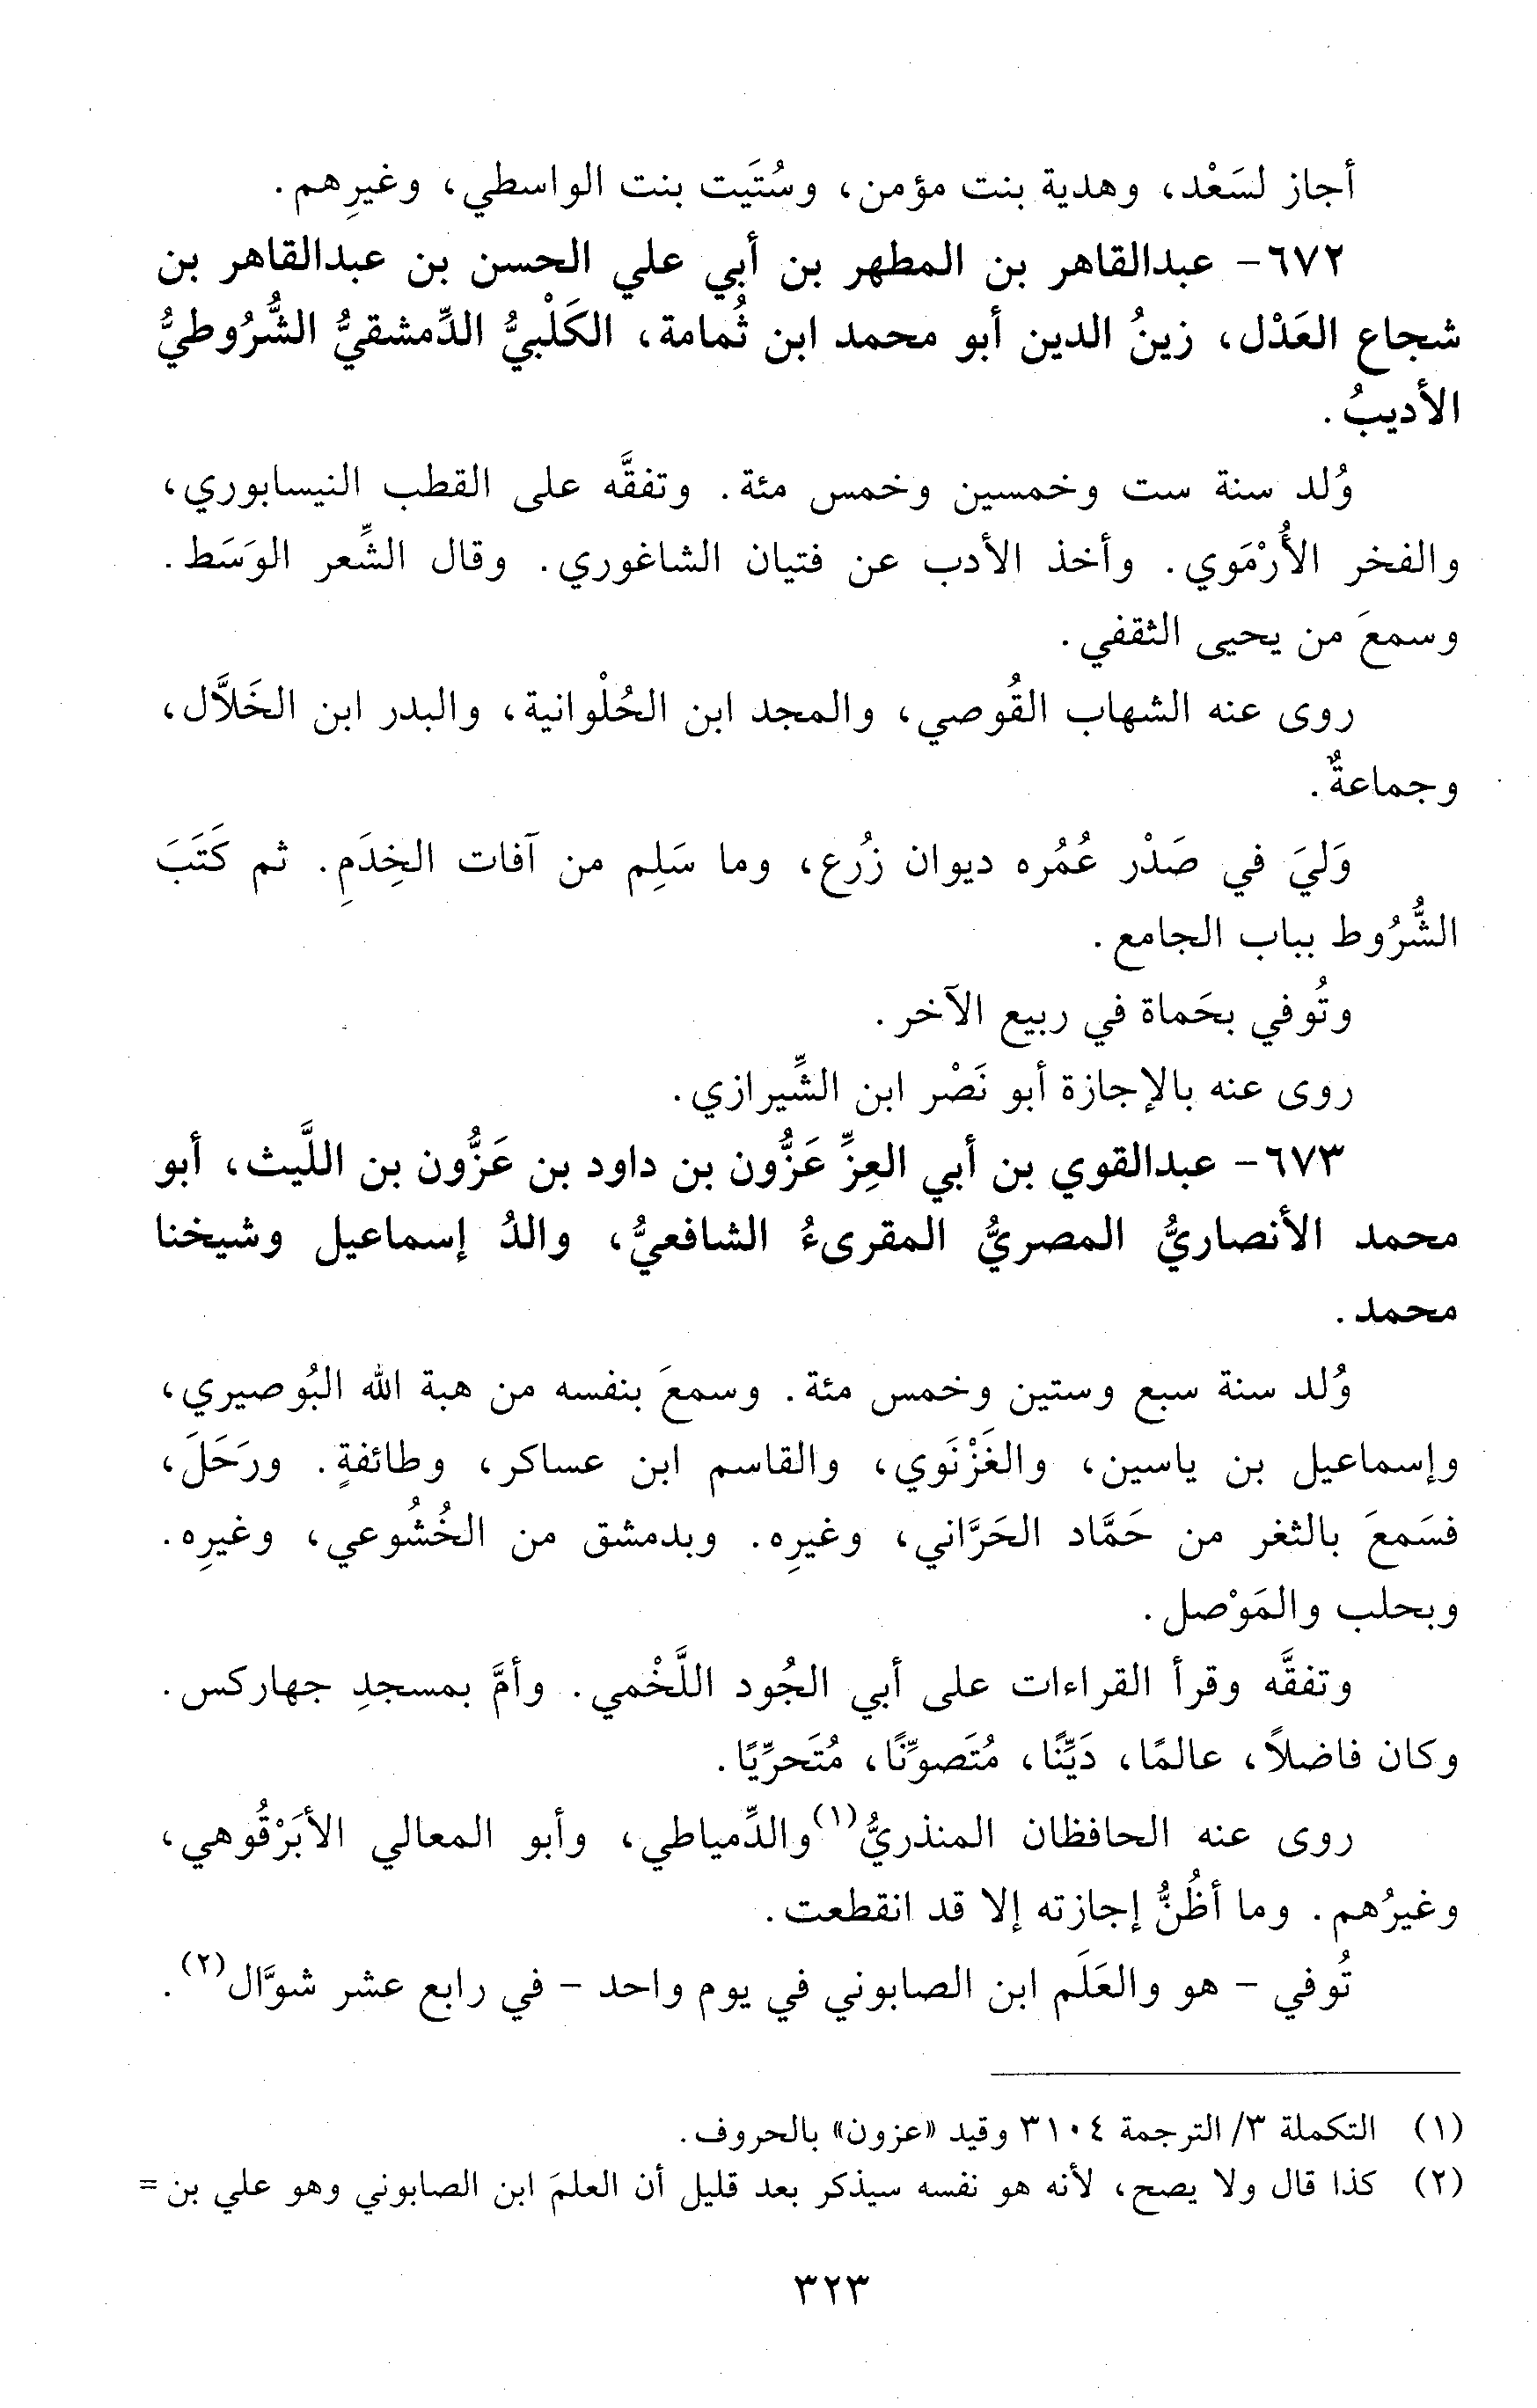 أجاز لسَعْد، وهدية بنت مؤمن، وسُتَيت بنت الواسطي، وغيرِهم.
٦٧٢- عبدالقاهر بن المطهر بن أبي علي الحسن بن عبدالقاهر بن
شجاع العَدْل، زينُ الدين أبو محمد ابن ثُمامة، الكَلْبيُّ الدِّمشقيُّ الشُّرُوطيُّ
الأديبُ.
وُلد سنة ست وخمسين وخمس مئة. وتفقَّه على القطب النيسابوري،
والفخر الأُرْمَوي. وأخذ الأدب عن فتيان الشاغوري. وقال الشِّعر الوَسَط.
وسمعَ من يحيى الثقفي.
روى عنه الشهاب القُوصي، والمجد ابن الحُلْوانية، والبدر ابن الخَلاَّل،
وجماعةٌ.
وَليَ في صَدْر عُمُره ديوان زُرع، وما سَلِم من آفات الخِدَمِ. ثم كَتَبَ
الشُّرُوط بباب الجامع.
وتُوفي بحَماة في ربيع الآخر.
روى عنه بالإجازة أبو نَصْر ابن الشِّيرازي.
٦٧٣- عبدالقوي بن أبي العِزِّ عَزُّون بن داود بن عَزُّون بن اللَّيث، أبو
محمد الأنصاريُّ المصريُّ المقرىءُ الشافعيُّ، والدُ إسماعيل وشيخنا
محمد.
وُلد سنة سبع وستين وخمس مئة. وسمعَ بنفسه من هبة الله البُوصيري،
وإسماعيل بن ياسين، والغَزْنَوي، والقاسم ابن عساكر، وطائفةٍ. ورَحَلَ،
فسَمعَ بالثغر من حَمَّاد الحَرَّاني، وغيرِه. وبدمشق من الخُشُوعي، وغيرِه.
وبحلب والمَوْصل.
وتفقَّه وقرأ القراءات على أبي الجُود اللَّخْمي. وأمَّ بمسجدِ جهاركس.
وكان فاضلاً، عالمًا، دَيِّنًا، مُتَصوِّنًا، مُتَحرِّيًا.
روى عنه الحافظان المنذريُّ(١) والدِّمياطي، وأبو المعالي الأبَرْقُوهي،
وغيرُهم. وما أظُنُّ إجازته إلا قد انقطعت.
تُوفي - هو والعَلَم ابن الصابوني في يوم واحد - في رابع عشر شوَّال(٢).
(١) التكملة ٣/ الترجمة ٣١٠٤ وقيد «عزون» بالحروف.
(٢) كذا قال ولا يصح، لأنه هو نفسه سيذكر بعد قليل أن العلمَ ابن الصابوني وهو علي بن =
٣٢٣